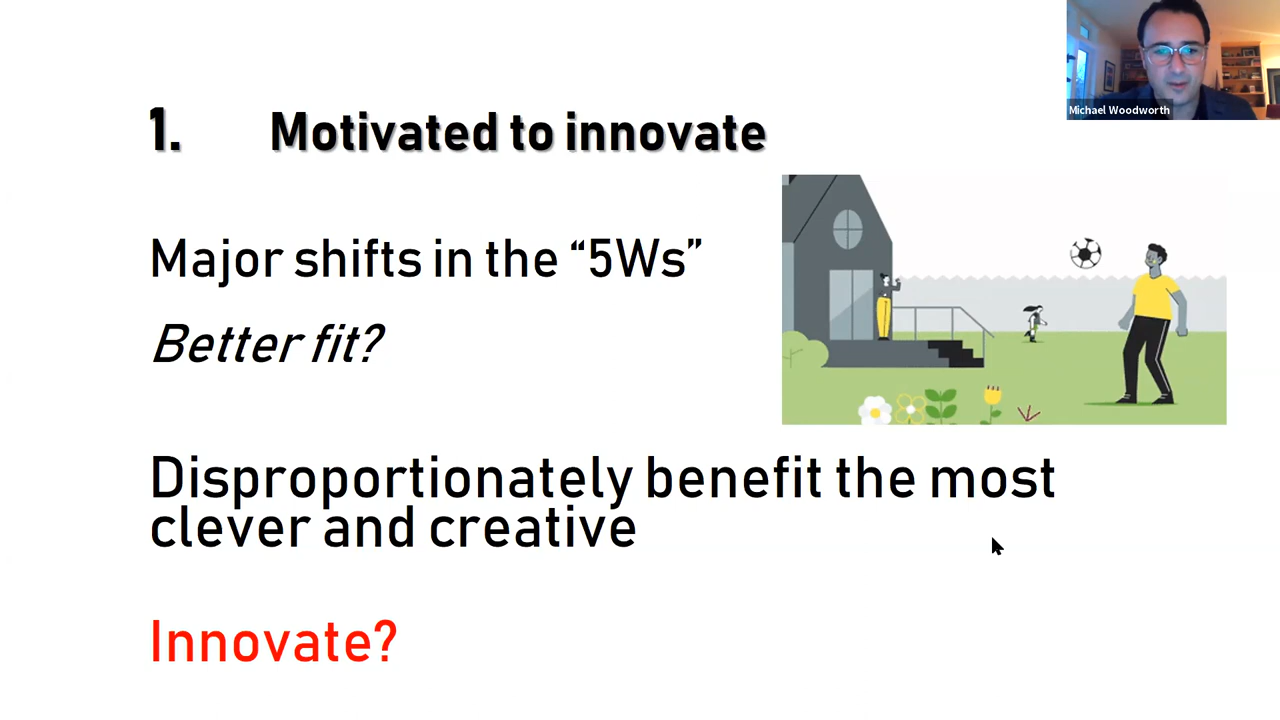 Michael Woodworth
1. Motivated to innovate
Major shifts in the “5Ws”
Better fit?
Disproportionately benefit the most
clever and creative
Innovate?